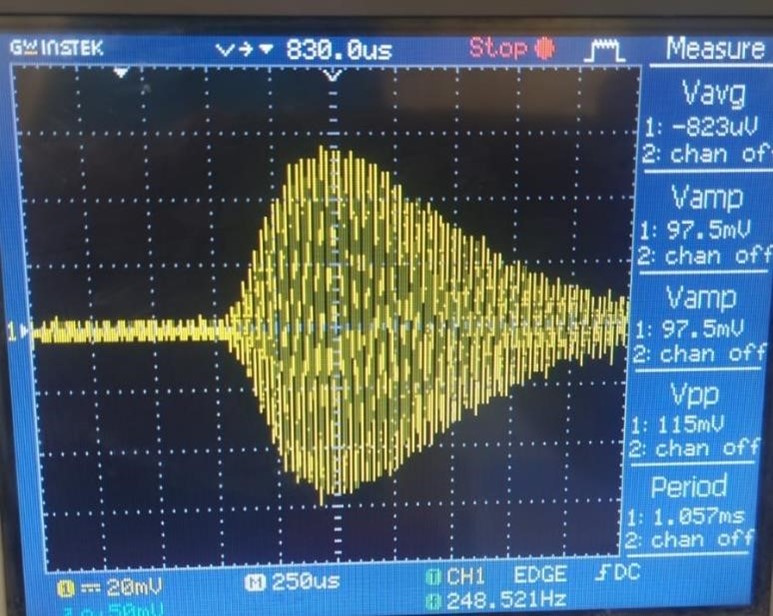 GW INSTEK 830.0us Stop Measure
Vavg
1: -823uV
2: chan off
Vamp
1: 97.5mV
2: chan off
Vamp
1: 97.5mV
2: chan off
Vpp
1: 115mV
2: chan off
Period
1: 1.057ms
2: chan off
1
1 20mV M 250us T CH1 EDGE DC
50mV 248.521Hz